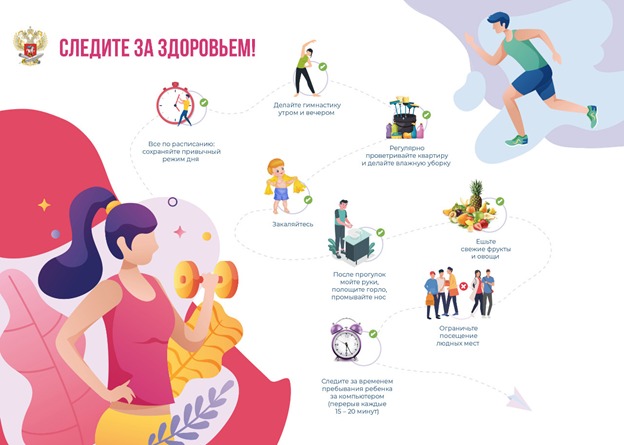 СЛЕДИТЕ ЗА ЗДОРОВЬЕМ!
Все по расписанию:
сохраняйте привычный
режим дня
Делайте гимнастику
утром и вечером
Регулярно
проветривайте квартиру
и делайте влажную уборку
Закаляйтесь
После прогулок
мойте руки,
полощите горло,
промывайте нос
Ешьте
свежие фрукты
и овощи
Ограничьте
посещение
людных мест
Следите за временем
пребывания ребенка
за компьютером
(перерыв каждые
15 – 20 минут)